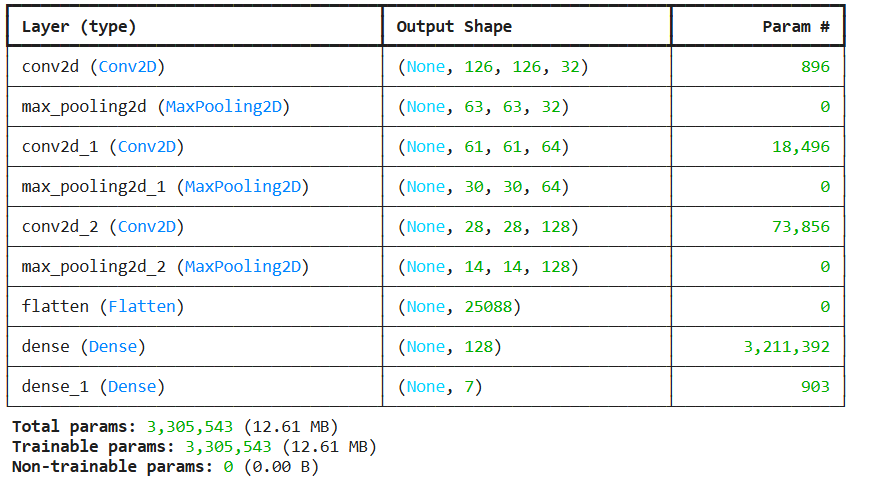 Layer (type) Output Shape Param #
conv2d (Conv2D) (None, 126, 126, 32) 896
max_pooling2d (MaxPooling2D) (None, 63, 63, 32) 0
conv2d_1 (Conv2D) (None, 61, 61, 64) 18,496
max_pooling2d_1 (MaxPooling2D) (None, 30, 30, 64) 0
conv2d_2 (Conv2D) (None, 28, 28, 128) 73,856
max_pooling2d_2 (MaxPooling2D) (None, 14, 14, 128) 0
flatten (Flatten) (None, 25088) 0
dense (Dense) (None, 128) 3,211,392
dense_1 (Dense) (None, 7) 903
Total params: 3,305,543 (12.61 MB)
Trainable params: 3,305,543 (12.61 MB)
Non-trainable params: 0 (0.00 B)